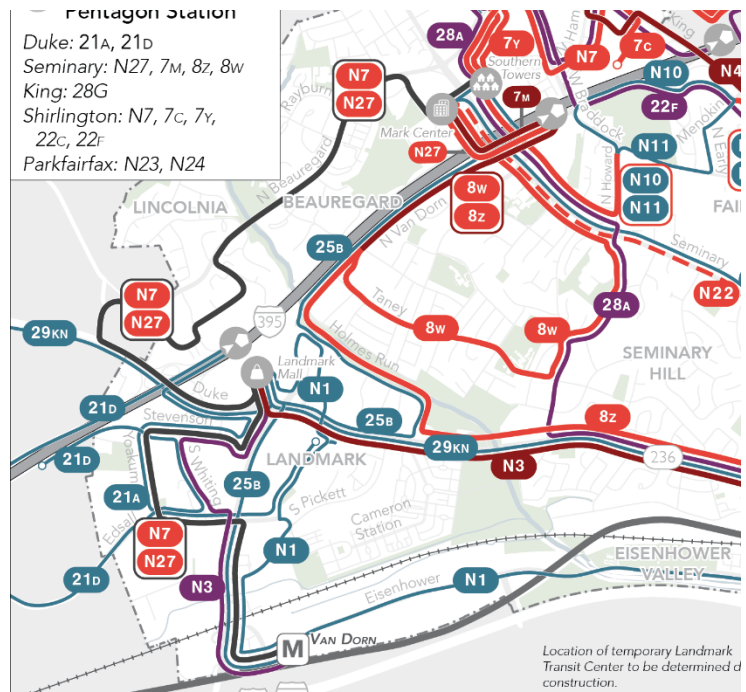 Pentagon Station
Duke: 21A, 21D
Seminary: N27, 7M, 8Z, 8W
King: 28G
Shirlington: N7, 7C, 7Y,
22C, 22F
Parkfairfax: N23, N24
28A
7Y
Southern
Towers
7M
Mark Center
N27
N7
N27
Rayburn
N Beauregard
LINCOLNIA
BEAUREGARD
N Van Dorn
8W
8Z
25B
N7
7C
King
N4
N10
22F
W Braddock
Menokin
N11
N Howard
N Early
N10
N11
Seminary
N22
28A
SEMINARY
HILL
Taney
8W
8W
Holmes Run
395
N7
N27
29KN
Landmark
Mall
N1
Duke
21D
Stevenson
25B
29KN
8Z
236
N3
LANDMARK
21D
Yoakum
S Whiting
25B
21A
Edsall
N7
N27
S Pickett
Cameron
Station
N1
21D
N3
Eisenhower
N1
EISENHOWER
VALLEY
M
VAN DORN
Location of temporary Landmark
Transit Center to be determined d
construction.